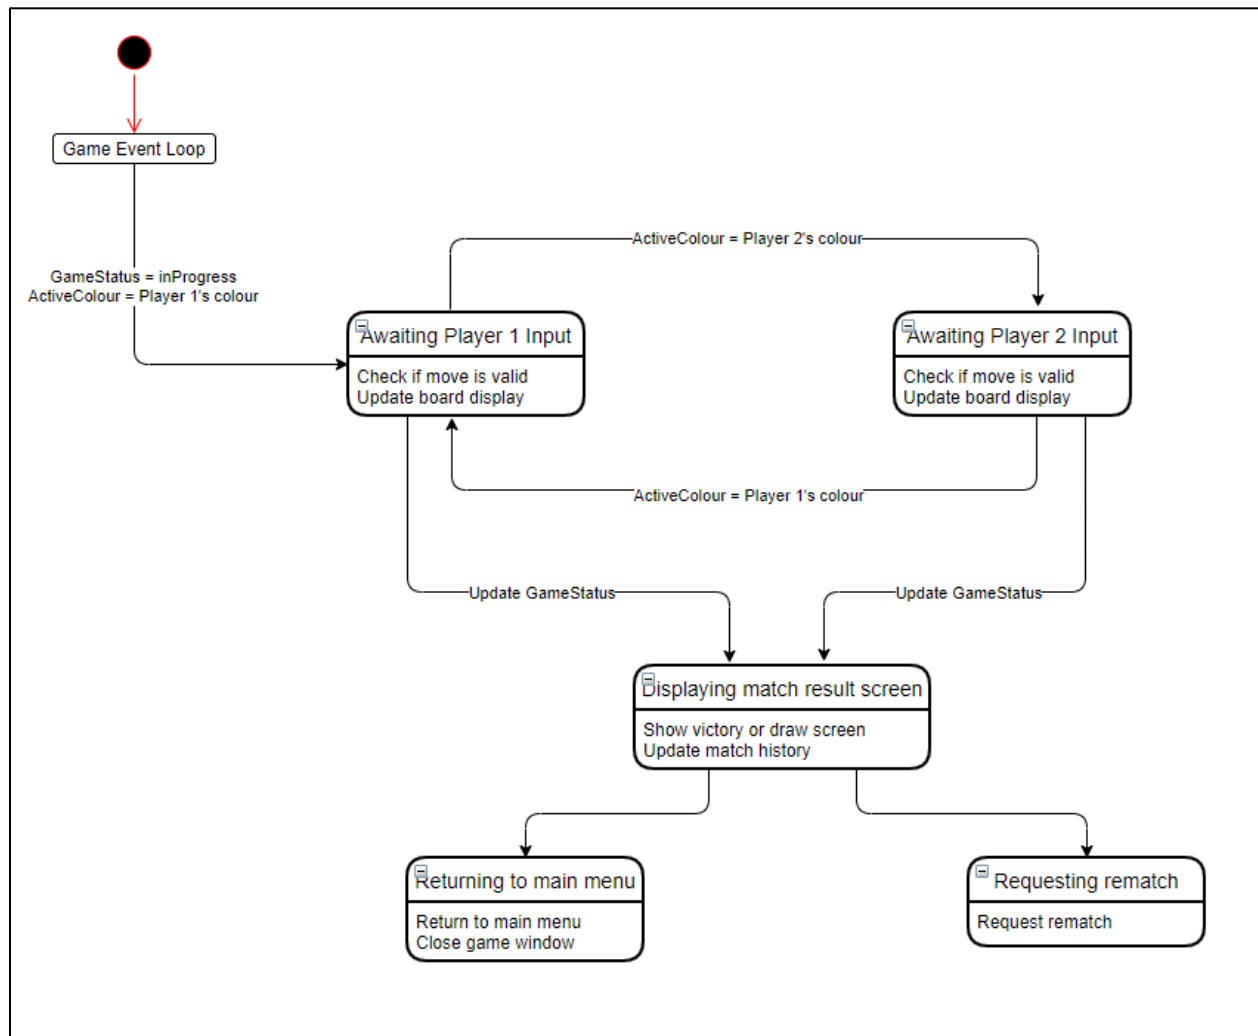 Game Event Loop
ActiveColour = Player 2's colour
GameStatus = inProgress
ActiveColour = Player 1's colour
Awaiting Player 1 Input
Check if move is valid
Update board display
Awaiting Player 2 Input
Check if move is valid
Update board display
ActiveColour = Player 1's colour
Update GameStatus
Update GameStatus
Displaying match result screen
Show victory or draw screen
Update match history
Returning to main menu
Return to main menu
Close game window
Requesting rematch
Request rematch